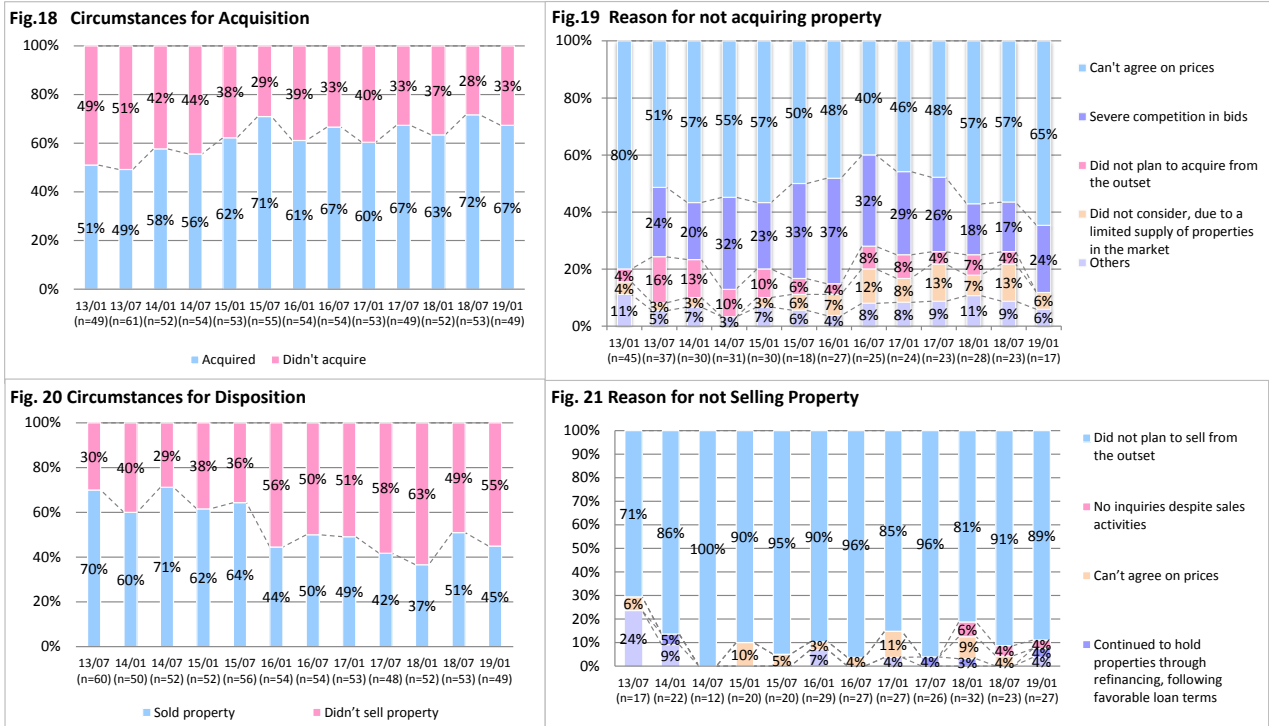 Fig.18 Circumstances for Acquisition
100%
80%
60%
40%
20%
0%
49% 51% 42% 44% 38% 29% 39% 33% 40% 33% 37% 28% 33%
51% 49% 58% 56% 62% 71% 61% 67% 60% 67% 63% 72% 67%
13/01 13/07 14/01 14/07 15/01 15/07 16/01 16/07 17/01 17/07 18/01 18/07 19/01
(n=49) (n=61) (n=52) (n=54) (n=53) (n=55) (n=54) (n=54) (n=53) (n=49) (n=52) (n=53) (n=49)
Acquired Didn't acquire
Fig.19 Reason for not acquiring property
100%
80%
60%
40%
20%
0%
80% 51% 57% 55% 57% 50% 48% 40% 46% 48% 57% 57% 65%
24% 20% 32% 23% 33% 37% 32% 29% 26% 18% 17% 24%
4% 16% 13% 10% 10% 6% 4% 8% 8% 4% 7% 4%
4% 3% 3% 3% 6% 7% 12% 8% 13% 7% 13% 6%
11% 5% 7% 3% 7% 6% 4% 8% 8% 9% 11% 9% 6%
13/01 13/07 14/01 14/07 15/01 15/07 16/01 16/07 17/01 17/07 18/01 18/07 19/01
(n=45) (n=37) (n=30) (n=31) (n=30) (n=18) (n=27) (n=25) (n=24) (n=23) (n=28) (n=23) (n=17)
Can't agree on prices
Severe competition in bids
Did not plan to acquire from
the outset
Did not consider, due to a
limited supply of properties
in the market
Others
Fig. 20 Circumstances for Disposition
100%
80%
60%
40%
20%
0%
30% 40% 29% 38% 36% 56% 50% 51% 58% 63% 49% 55%
70% 60% 71% 62% 64% 44% 50% 49% 42% 37% 51% 45%
13/07 14/01 14/07 15/01 15/07 16/01 16/07 17/01 17/07 18/01 18/07 19/01
(n=60) (n=50) (n=52) (n=52) (n=56) (n=54) (n=54) (n=53) (n=48) (n=52) (n=53) (n=49)
Sold property Didn't sell property
Fig. 21 Reason for not Selling Property
100%
90%
80%
70%
60%
50%
40%
30%
20%
10%
0%
71% 86% 100% 90% 95% 90% 96% 85% 96% 81% 91% 89%
6% 4% 4%
6% 10% 5% 3% 4% 11% 9% 4%
5% 4% 4% 3% 4%
24% 9% 7% 4%
13/07 14/01 14/07 15/01 15/07 16/01 16/07 17/01 17/07 18/01 18/07 19/01
(n=17) (n=22) (n=12) (n=20) (n=20) (n=29) (n=27) (n=27) (n=26) (n=32) (n=23) (n=27)
Did not plan to sell from
the outset
No inquiries despite sales
activities
Can't agree on prices
Continued to hold
properties through
refinancing, following
favorable loan terms